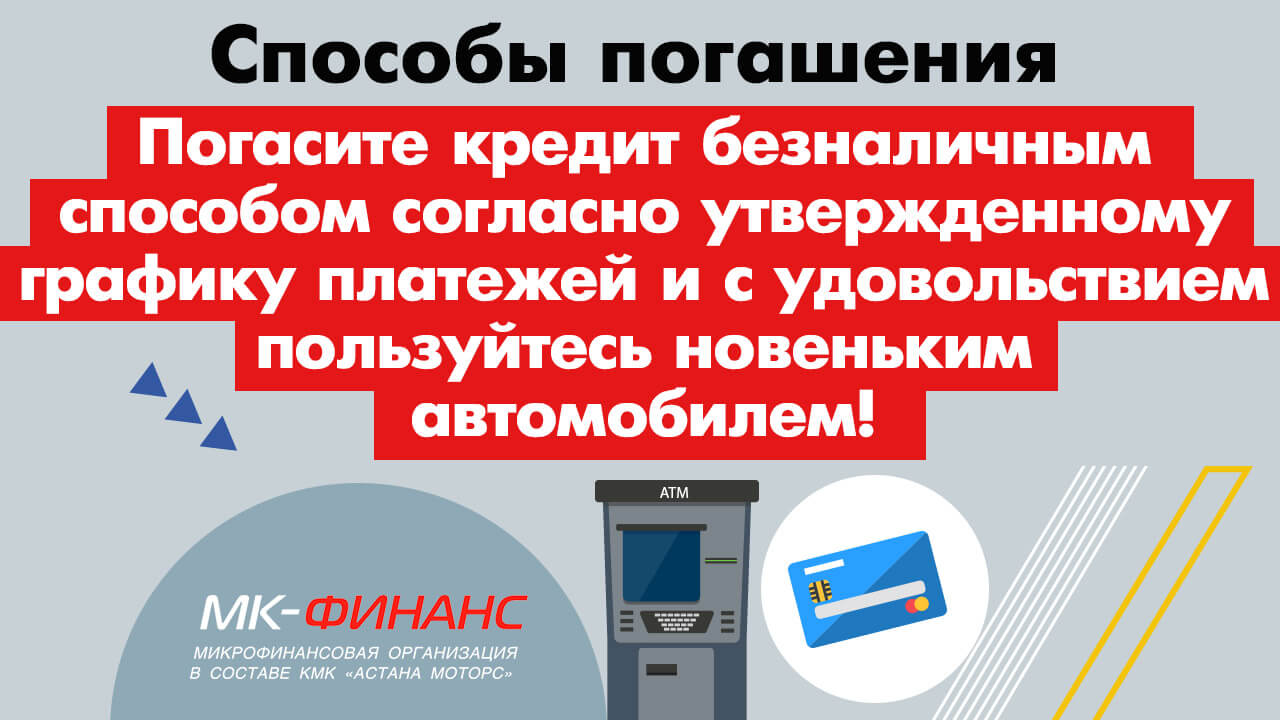 Способы погашения
Погасите кредит безналичным
способом согласно утвержденному
графику платежей и с удовольствием
пользуйтесь новеньким
автомобилем!
ATM
МК-ФИНАНС
МИКРОФИНАНСОВАЯ ОРГАНИЗАЦИЯ
В СОСТАВЕ КМК «АСТАНА МОТОРС»